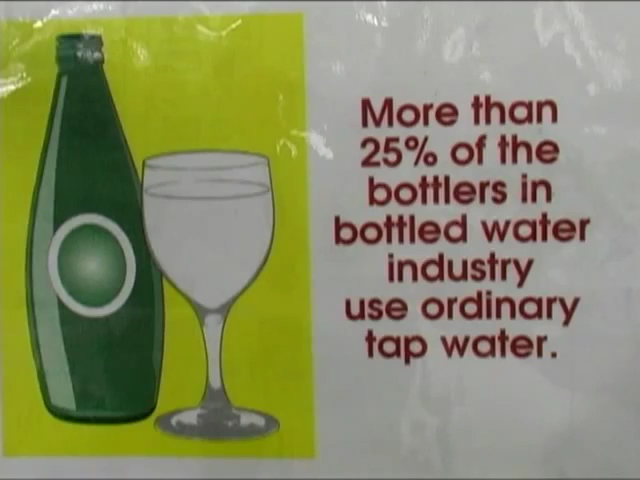 More than
25% of the
bottlers in
bottled water
industry
use ordinary
tap water.